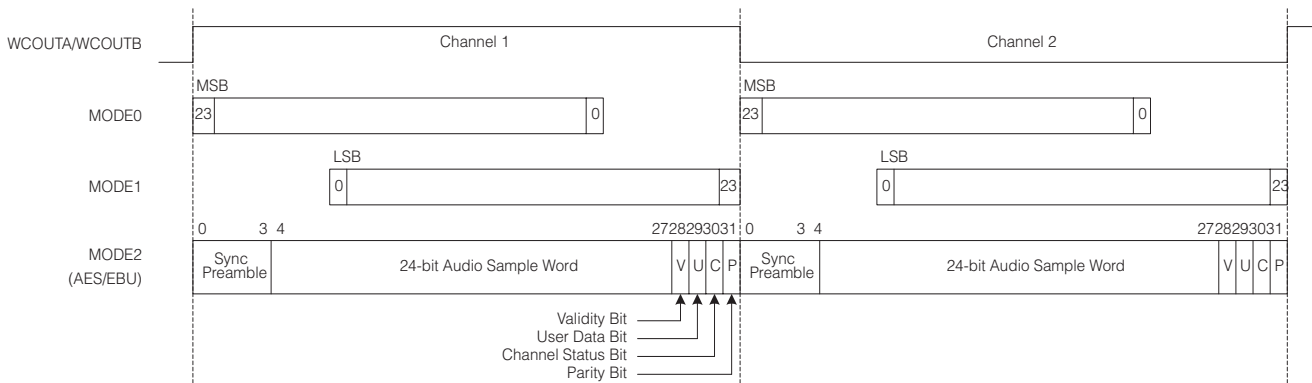 WCOUTA/WCOUTB Channel 1 Channel 2
MSB MSB
MODE0 23 0 23 0
LSB LSB
MODE1 0 23 0 23
0 3 4 2728293031 0 3 4 2728293031
MODE2
(AES/EBU)
Sync
Preamble
24-bit Audio Sample Word V U C P
Sync
Preamble
24-bit Audio Sample Word V U C P
Validity Bit
User Data Bit
Channel Status Bit
Parity Bit